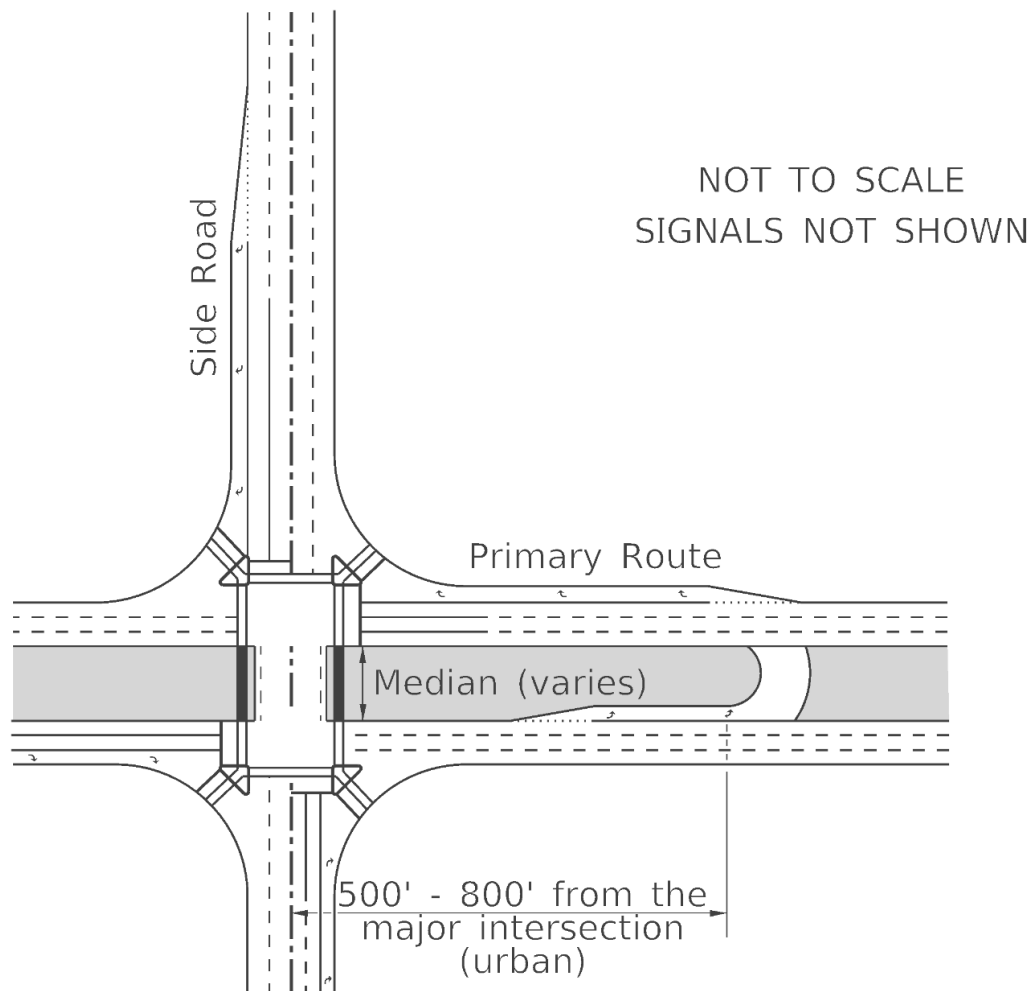 NOT TO SCALE
SIGNALS NOT SHOWN
Side Road
Primary Route
Median (varies)
500' - 800' from the
major intersection
(urban)